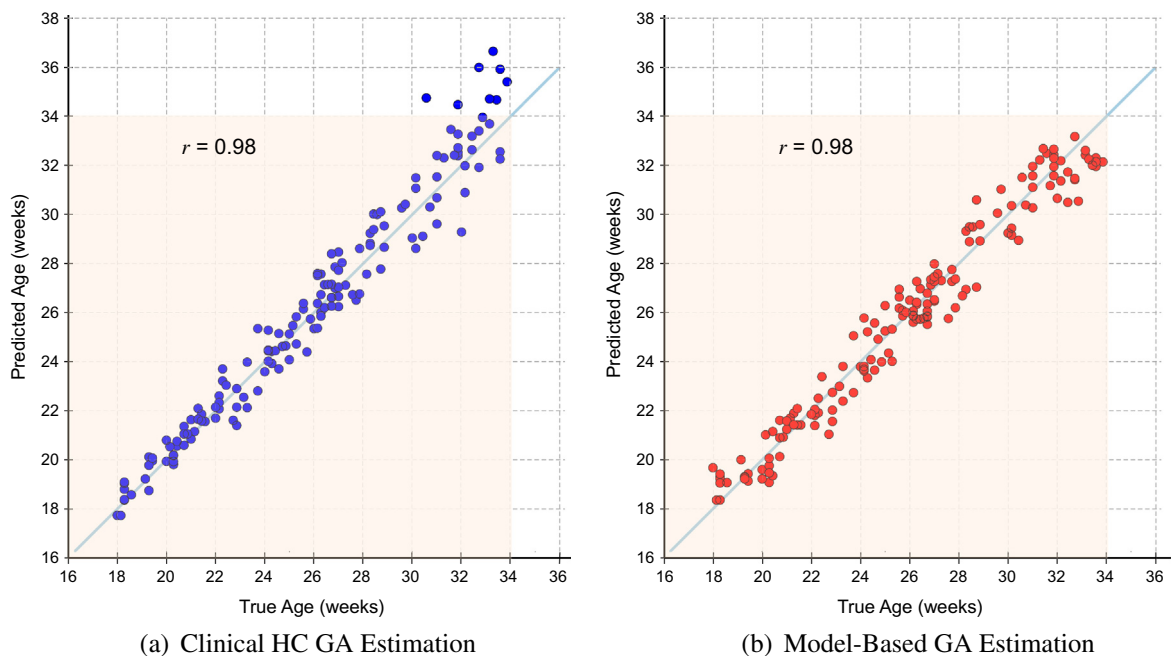 38
36
34
32
30
28
26
24
22
20
18
16
Predicted Age (weeks)
r = 0.98
16 18 20 22 24 26 28 30 32 34 36
True Age (weeks)
(a) Clinical HC GA Estimation
38
36
34
32
30
28
26
24
22
20
18
16
Predicted Age (weeks)
r = 0.98
16 18 20 22 24 26 28 30 32 34 36
True Age (weeks)
(b) Model-Based GA Estimation